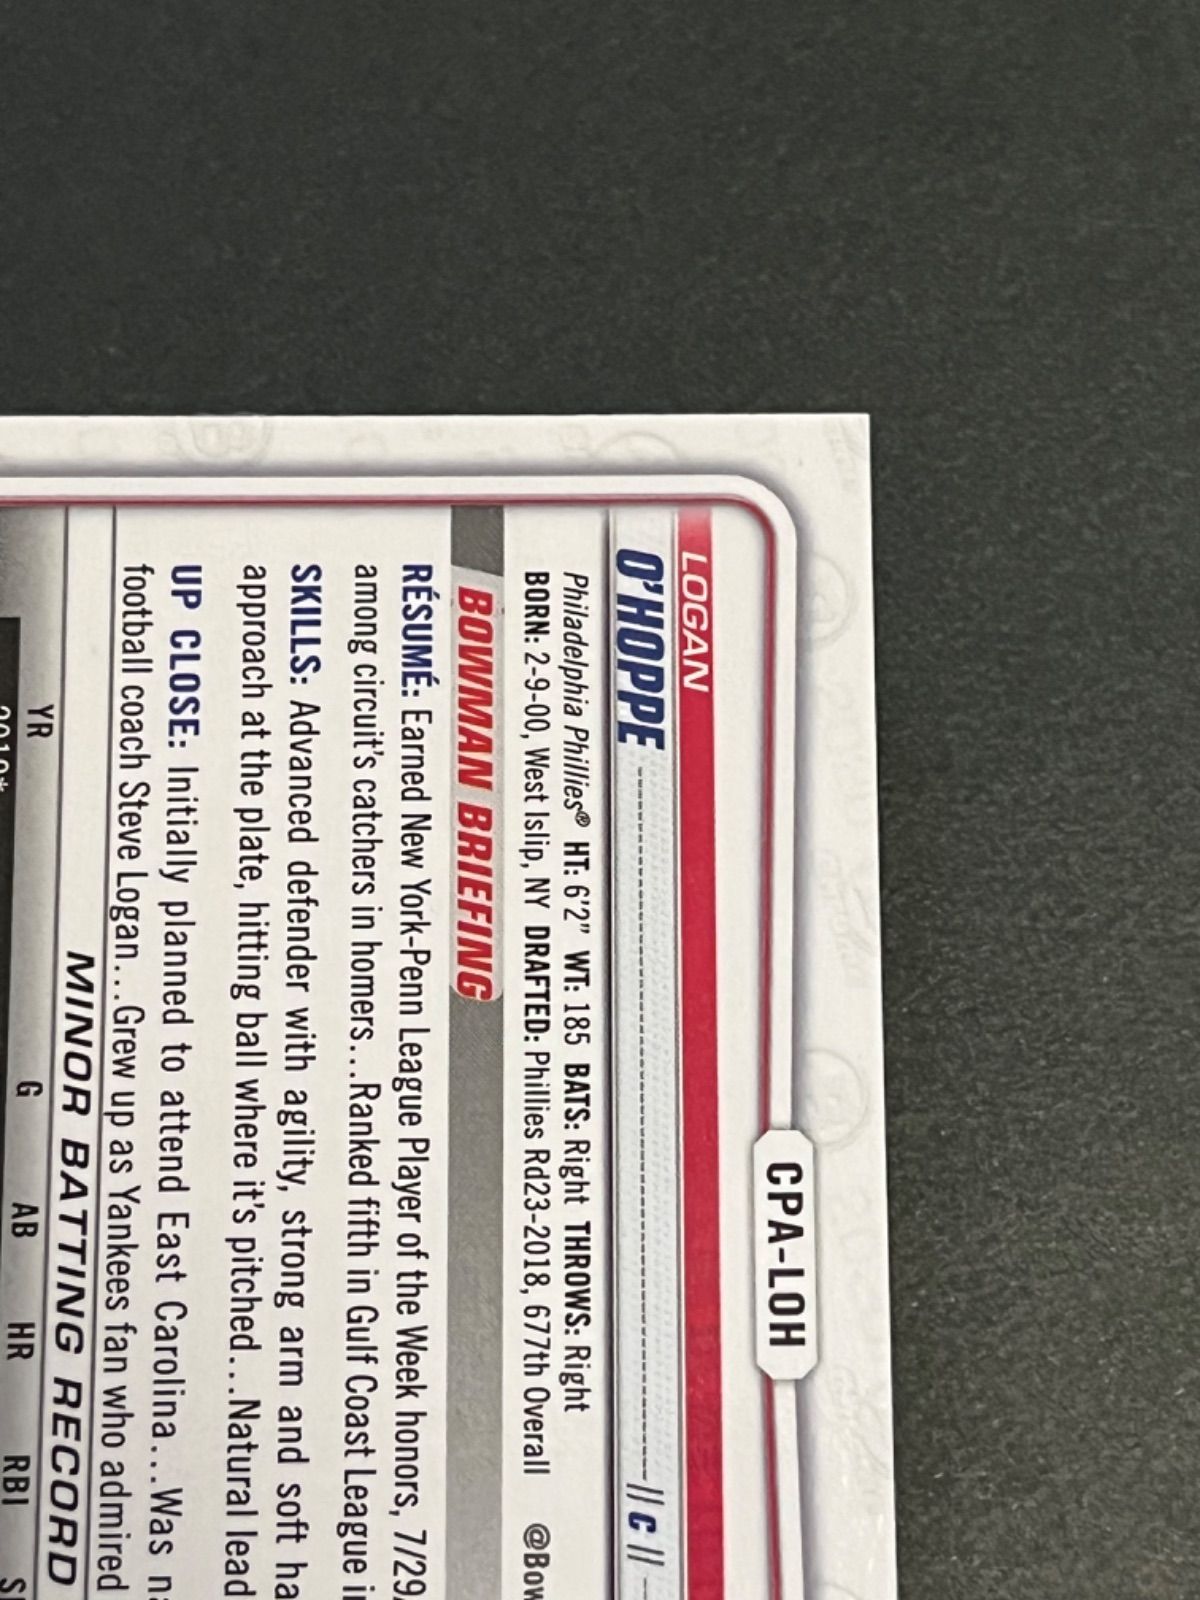 CPA-LOH
LOGAN
O'HOPPE // C //
Philadelphia Phillies® HT: 6'2" WT: 185 BATS: Right THROWS: Right
BORN: 2-9-00, West Islip, NY DRAFTED: Phillies Rd23-2018, 677th Overall @Bow
BOWMAN BRIEFING
RÉSUMÉ: Earned New York-Penn League Player of the Week honors, 7/29
among circuit's catchers in homers...Ranked fifth in Gulf Coast League i
SKILLS: Advanced defender with agility, strong arm and soft ha
approach at the plate, hitting ball where it's pitched...Natural lead
UP CLOSE: Initially planned to attend East Carolina...Was na
football coach Steve Logan...Grew up as Yankees fan who admired
MINOR BATTING RECORD
YR G AB HR RBI